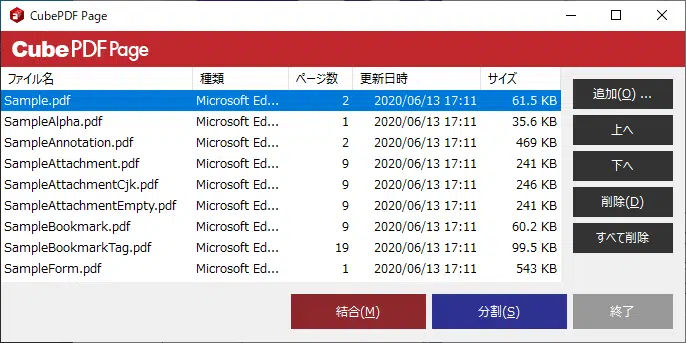 CubePDF Page
CubePDF Page
ファイル名 種類 ページ数 更新日時 サイズ
Sample.pdf Microsoft Ed... 2 2020/06/13 17:11 61.5 KB
SampleAlpha.pdf Microsoft Ed... 1 2020/06/13 17:11 35.6 KB
SampleAnnotation.pdf Microsoft Ed... 2 2020/06/13 17:11 469 KB
SampleAttachment.pdf Microsoft Ed... 9 2020/06/13 17:11 241 KB
SampleAttachmentCjk.pdf Microsoft Ed... 9 2020/06/13 17:11 246 KB
SampleAttachmentEmpty.pdf Microsoft Ed... 9 2020/06/13 17:11 241 KB
SampleBookmark.pdf Microsoft Ed... 9 2020/06/13 17:11 60.2 KB
SampleBookmarkTag.pdf Microsoft Ed... 19 2020/06/13 17:11 99.5 KB
SampleForm.pdf Microsoft Ed... 1 2020/06/13 17:11 543 KB
追加(O) ...
上へ
下へ
削除(D)
すべて削除
結合(M) 分割(S) 終了